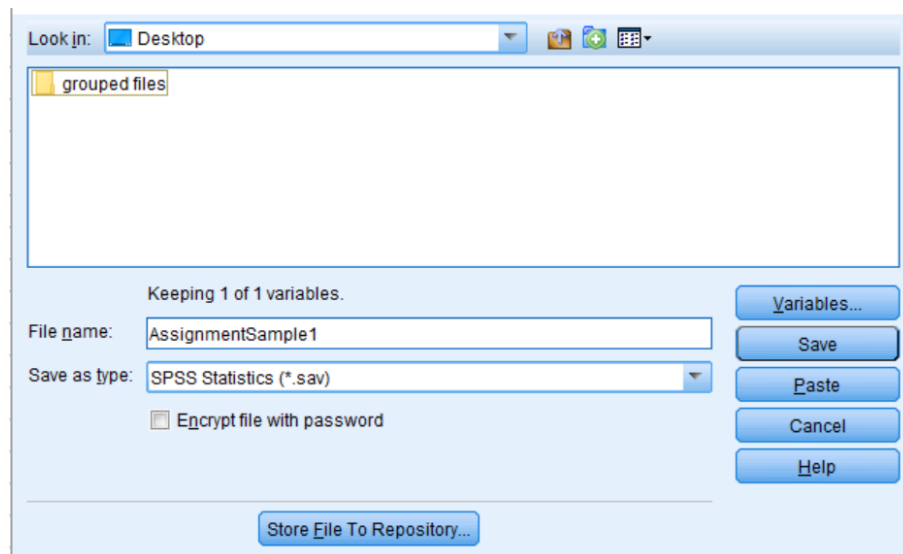 Look in: Desktop
grouped files
Keeping 1 of 1 variables.
Variables...
File name: AssignmentSample1
Save
Save as type: SPSS Statistics (*.sav)
Paste
Encrypt file with password
Cancel
Help
Store File To Repository...